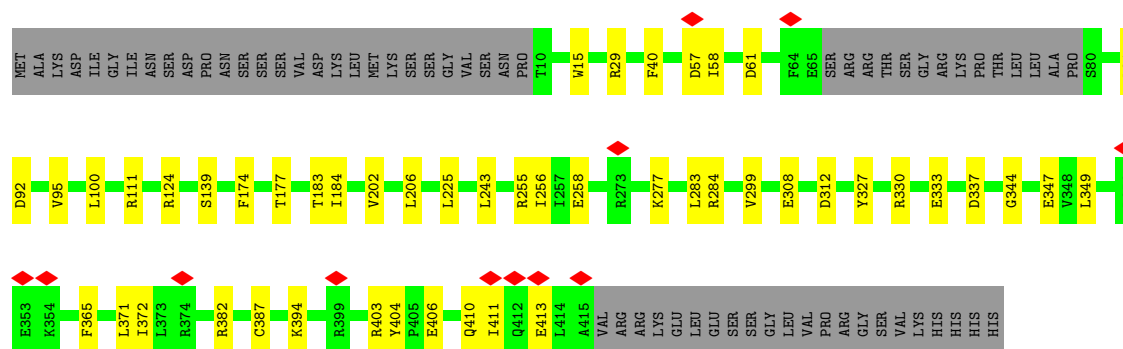 MET ALA LYS ASP ILE GLY ILE ASN SER ASP PRO ASN SER SER SER VAL ASP LYS LEU MET LYS SER SER GLY VAL SER ASN PRO T10 W15 R29 F40 D57 I58 D61 F64 E65 SER ARG ARG THR SER GLY ARG LYS PRO THR LEU LEU ALA PRO S80
D92 V95 L100 R111 R124 S139 F174 T177 T183 I184 V202 L206 L225 L243 R255 I256 I257 E258 R273 K277 L283 R284 V299 E308 D312 Y327 R330 E333 D337 G344 E347 V348 L349
E353 K354 F365 L371 I372 L373 R374 R382 C387 K394 R399 R403 Y404 P405 E406 Q410 I411 Q412 E413 L414 A415 VAL ARG ARG LYS GLU LEU GLU SER SER GLY LEU VAL PRO ARG GLY SER VAL LYS HIS HIS HIS HIS